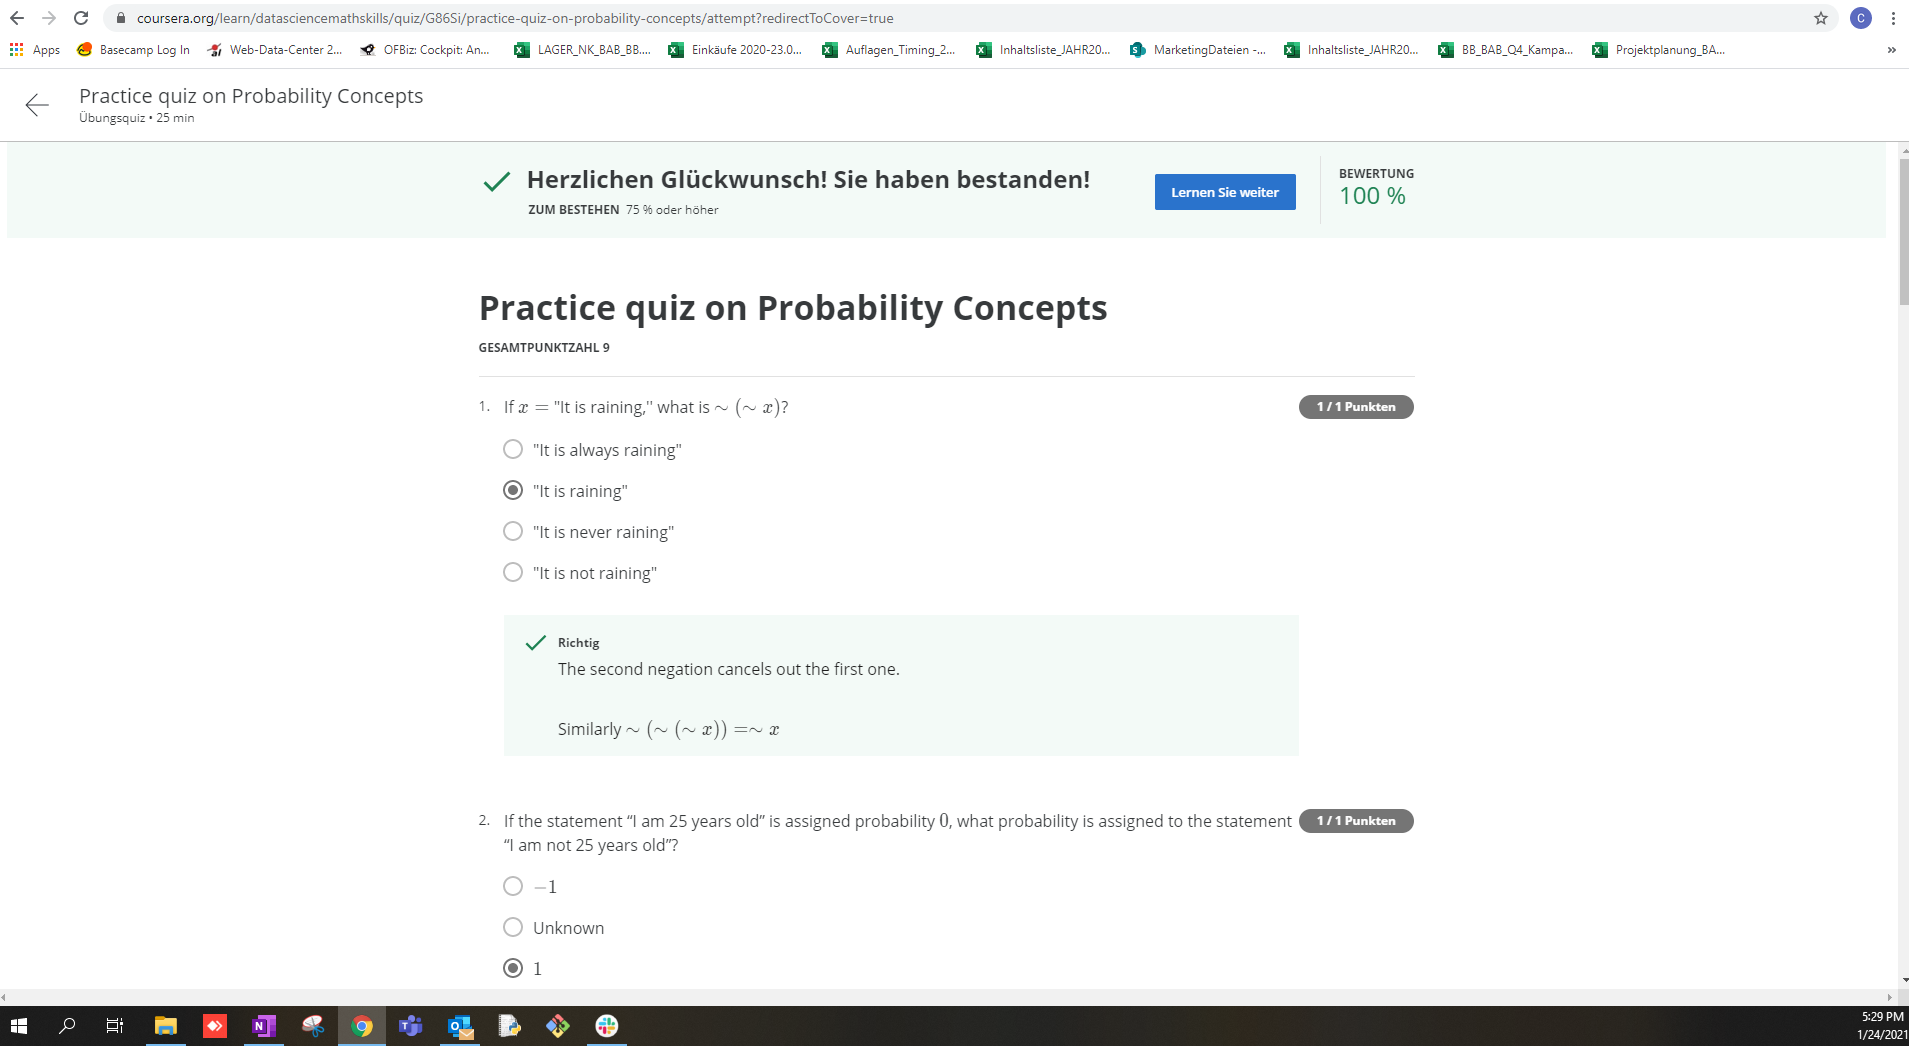 coursera.org/learn/datasciencemathskills/quiz/G86Si/practice-quiz-on-probability-concepts/attempt?redirectToCover=true
C
Apps
Basecamp Log In
Web-Data-Center 2...
OFBiz: Cockpit: An...
LAGER_NK_BAB_BB....
Einkäufe 2020-23.0...
Auflagen_Timing_2...
Inhaltsliste_JAHR20...
MarketingDateien -...
Inhaltsliste_JAHR20...
BB_BAB_Q4_Kampa...
Projektplanung_BA...
»
Practice quiz on Probability Concepts
Übungsquiz • 25 min
Herzlichen Glückwunsch! Sie haben bestanden!
ZUM BESTEHEN 75 % oder höher
Lernen Sie weiter
BEWERTUNG
100 %
Practice quiz on Probability Concepts
GESAMTPUNKTZAHL 9
1. If x = "It is raining," what is ∼ (∼ x)?
1 / 1 Punkten
"It is always raining"
"It is raining"
"It is never raining"
"It is not raining"
Richtig
The second negation cancels out the first one.
Similarly ∼ (∼ (∼ x)) =∼ x
2. If the statement “I am 25 years old” is assigned probability 0, what probability is assigned to the statement
“I am not 25 years old”?
1 / 1 Punkten
−1
Unknown
1
5:29 PM
1/24/2021